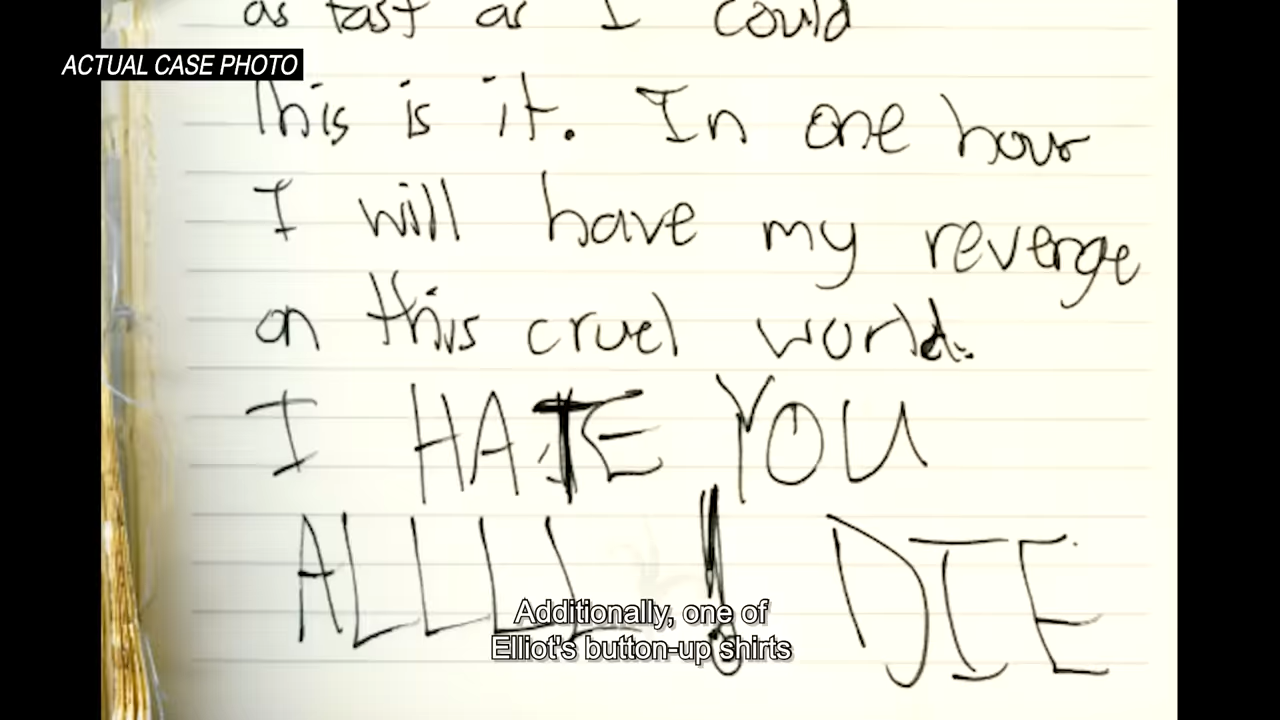 as fast as I could
ACTUAL CASE PHOTO
This is it. In one hour
I will have my revenge
on this cruel world.
I HATE YOU
ALLLL! DIE
Additionally, one of
Elliot's button-up shirts